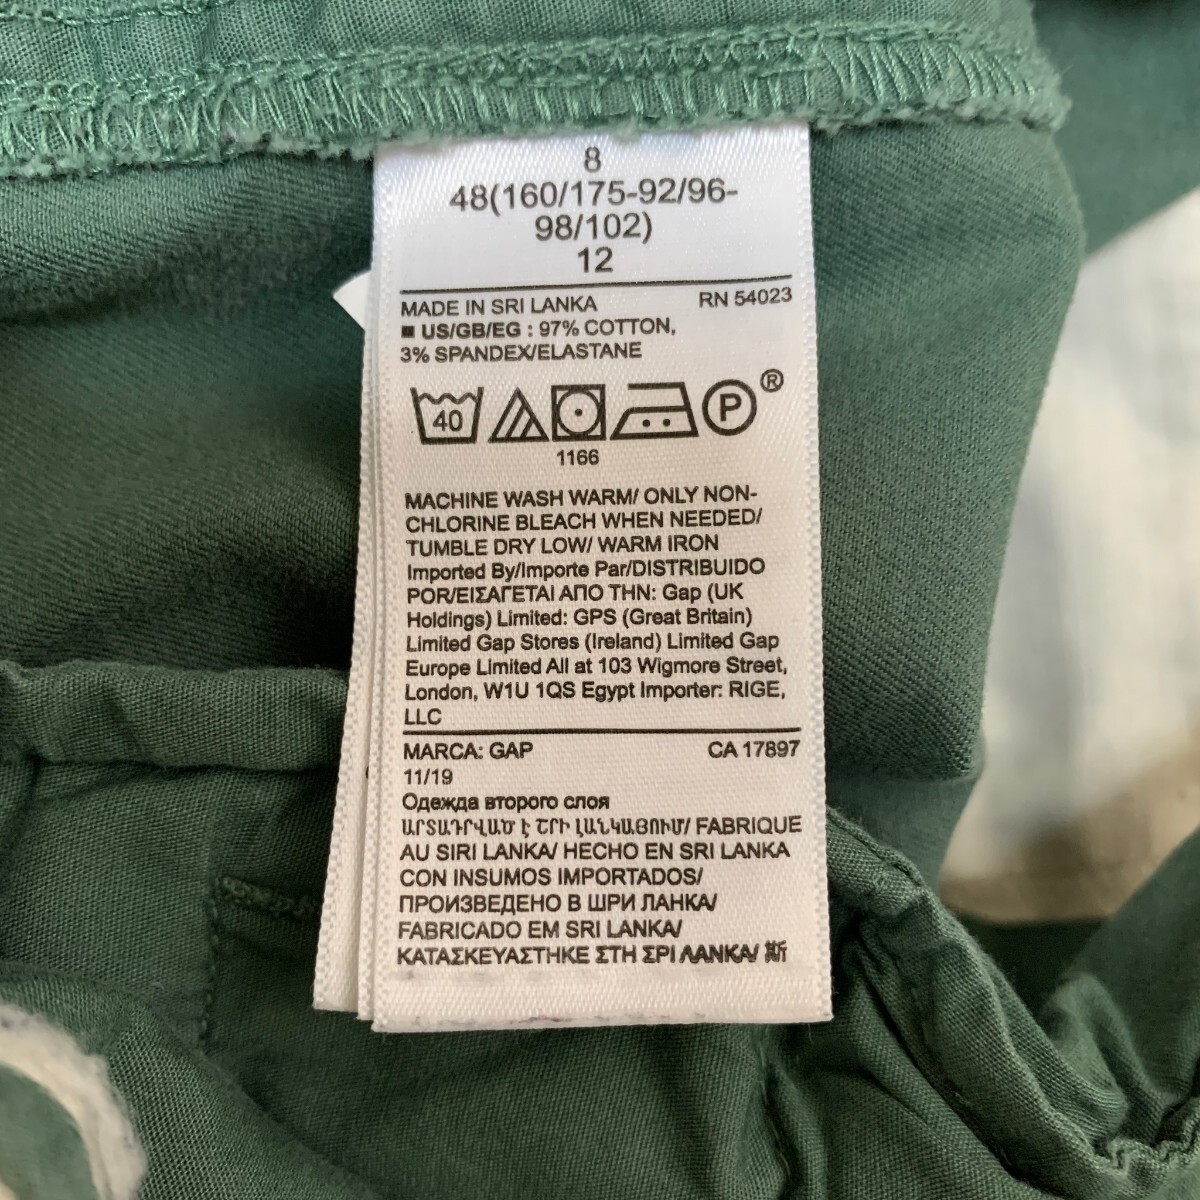 8
48(160/175-92/96-
98/102)
12
MADE IN SRI LANKA RN 54023
■ US/GB/EG : 97% COTTON,
3% SPANDEX/ELASTANE
40 P ®
1166
MACHINE WASH WARM/ ONLY NON-
CHLORINE BLEACH WHEN NEEDED/
TUMBLE DRY LOW/ WARM IRON
Imported By/Importe Par/DISTRIBUIDO
POR/ΕΙΣΑΓΕΤΑΙ ΑΠΟ ΤΗΝ: Gap (UK
Holdings) Limited: GPS (Great Britain)
Limited Gap Stores (Ireland) Limited Gap
Europe Limited All at 103 Wigmore Street,
London, W1U 1QS Egypt Importer: RIGE,
LLC
MARCA: GAP CA 17897
11/19
Одежда второго слоя
ԱՐՏԱԴՐՎԱԾ է ՇՐԻ ԼԱՆԿԱՅՈՒՄ/ FABRIQUE
AU SIRI LANKA/ HECHO EN SRI LANKA
CON INSUMOS IMPORTADOS/
ПРОИЗВЕДЕНО В ШРИ ЛАНКА/
FABRICADO EM SRI LANKA/
ΚΑΤΑΣΚΕΥΑΣΤΗΚΕ ΣΤΗ ΣΡΙ ΛΑΝΚΑ/ 斯